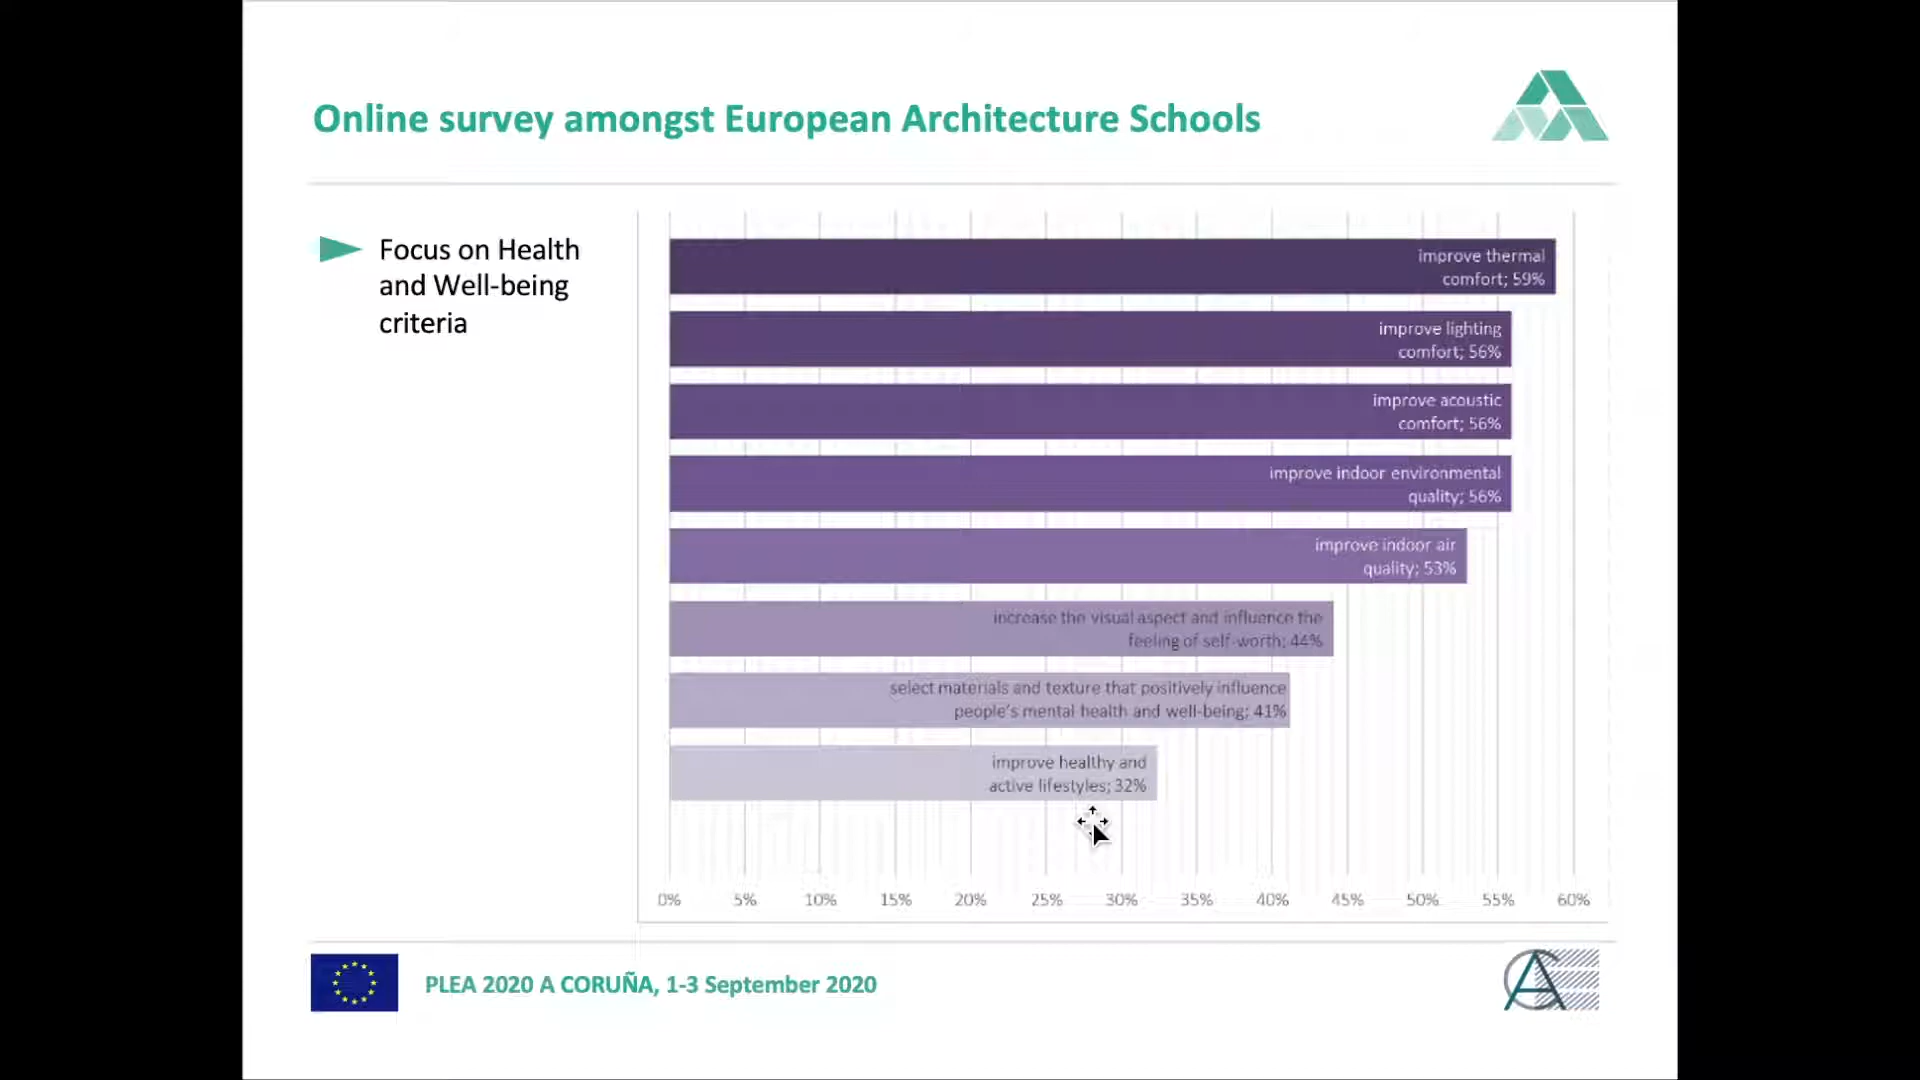 Online survey amongst European Architecture Schools
Focus on Health
and Well-being
criteria
improve thermal
comfort; 59%
improve lighting
comfort; 56%
improve acoustic
comfort; 56%
improve indoor environmental
quality; 56%
improve indoor air
quality; 53%
increase the visual aspect and influence the
feeling of self-worth; 44%
select materials and texture that positively influence
people's mental health and well-being; 41%
improve healthy and
active lifestyles; 32%
0% 5% 10% 15% 20% 25% 30% 35% 40% 45% 50% 55% 60%
PLEA 2020 A CORUÑA, 1-3 September 2020
ACE